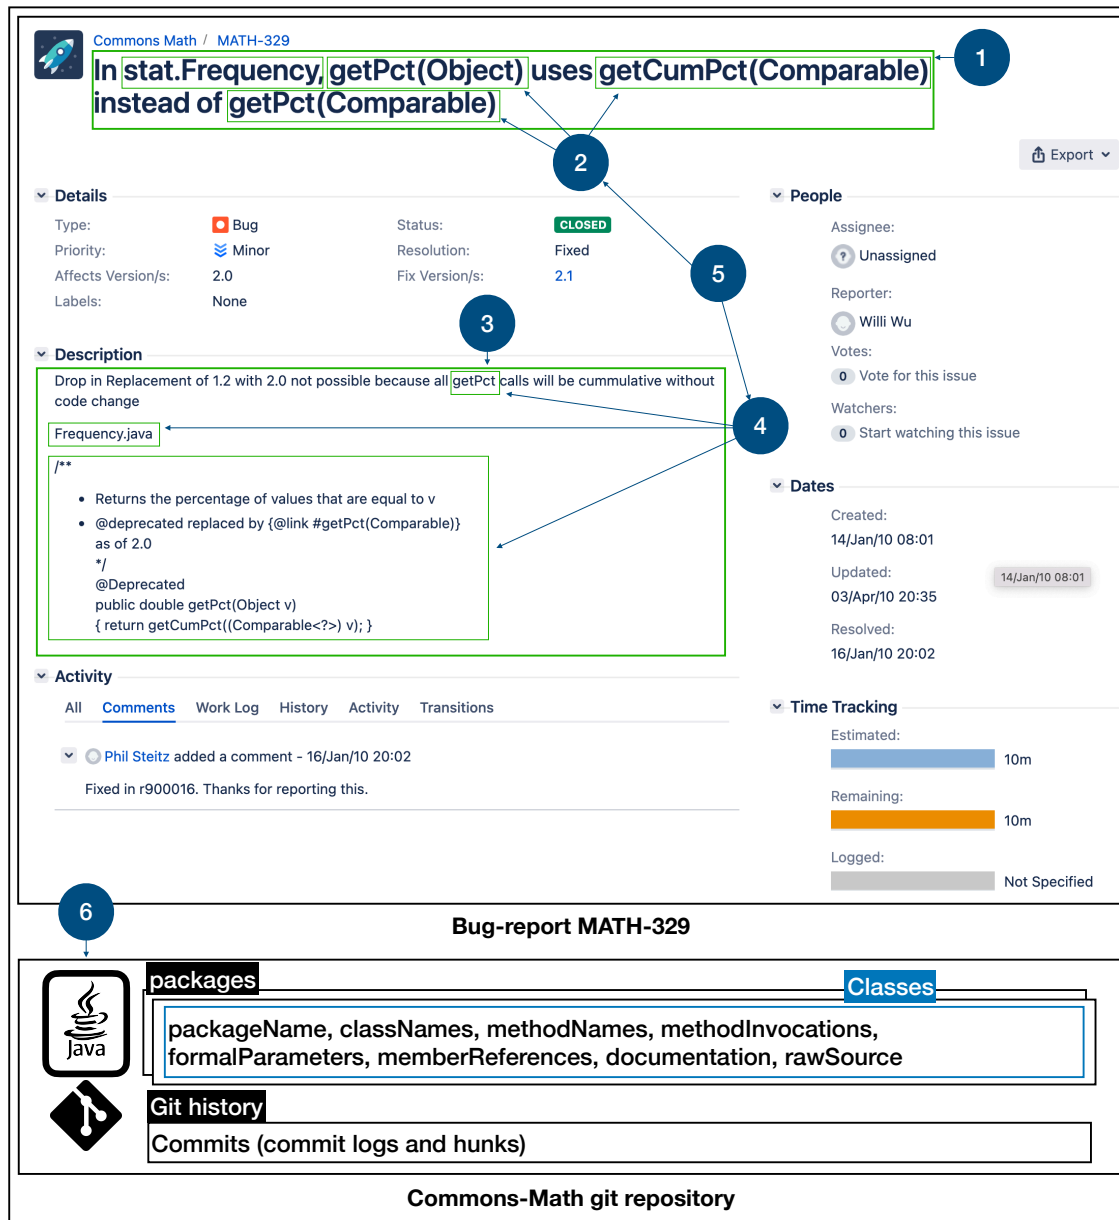 Commons Math / MATH-329
In stat.Frequency, getPct(Object) uses getCumPct(Comparable)
instead of getPct(Comparable)
1
2
Export
Details
Type: Bug Status: CLOSED
Priority: Minor Resolution: Fixed
Affects Version/s: 2.0 Fix Version/s: 2.1
Labels: None
5
3
People
Assignee:
? Unassigned
Reporter:
Willi Wu
Votes:
0 Vote for this issue
Watchers:
0 Start watching this issue
Description
Drop in Replacement of 1.2 with 2.0 not possible because all getPct calls will be cummulative without
code change
4
Frequency.java
/**
• Returns the percentage of values that are equal to v
• @deprecated replaced by {@link #getPct(Comparable)}
as of 2.0
*/
@Deprecated
public double getPct(Object v)
{ return getCumPct((Comparable<?>) v); }
Dates
Created:
14/Jan/10 08:01
Updated:
14/Jan/10 08:01
03/Apr/10 20:35
Resolved:
16/Jan/10 20:02
Activity
All Comments Work Log History Activity Transitions
Phil Steitz added a comment - 16/Jan/10 20:02
Fixed in r900016. Thanks for reporting this.
Time Tracking
Estimated:
10m
Remaining:
10m
Logged:
Not Specified
6
Bug-report MATH-329
Java
packages
Classes
packageName, classNames, methodNames, methodInvocations,
formalParameters, memberReferences, documentation, rawSource
Git history
Commits (commit logs and hunks)
Commons-Math git repository